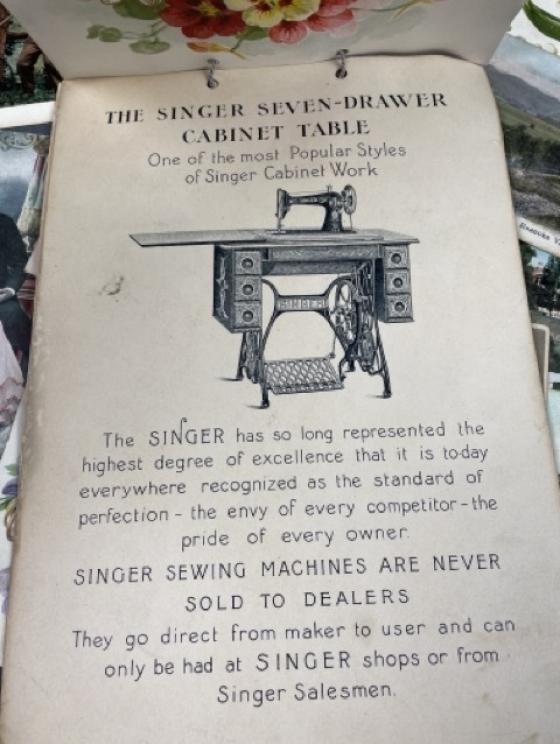 THE SINGER SEVEN-DRAWER
CABINET TABLE
One of the most Popular Styles
of Singer Cabinet Work
SINGER
The SINGER has so long represented the
highest degree of excellence that it is to-day
everywhere recognized as the standard of
perfection - the envy of every competitor - the
pride of every owner.
SINGER SEWING MACHINES ARE NEVER
SOLD TO DEALERS
They go direct from maker to user and can
only be had at SINGER shops or from
Singer Salesmen.
Roanoke